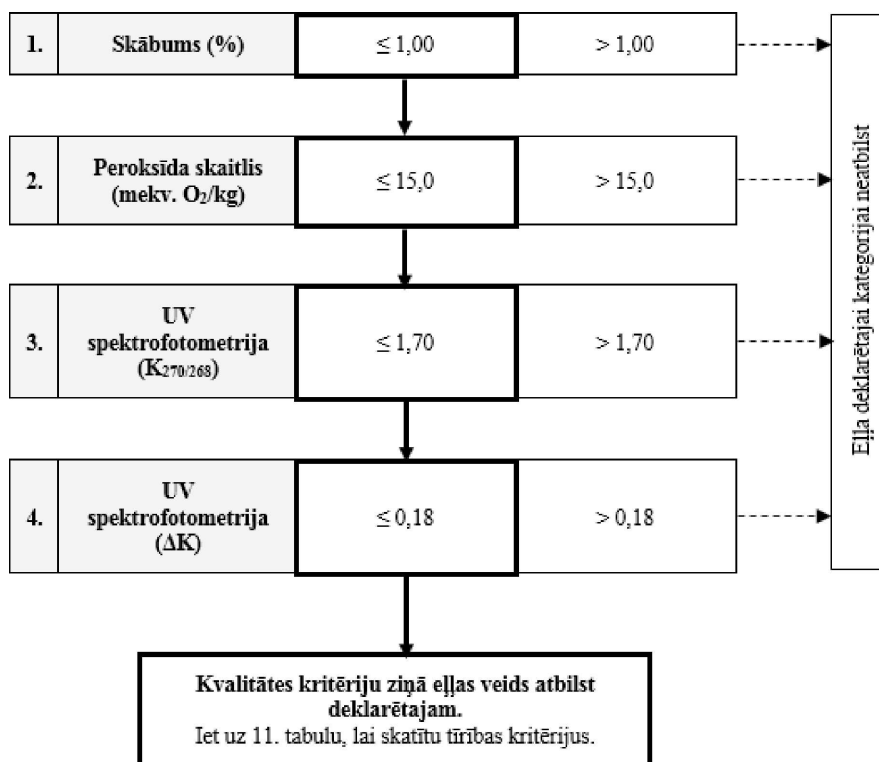 1. Skābums (%) ≤ 1,00 > 1,00
2. Peroksīda skaitlis
(mekv. O₂/kg) ≤ 15,0 > 15,0
3. UV
spektrofotometrija
(K₂₇₀/₂₆₈) ≤ 1,70 > 1,70
4. UV
spektrofotometrija
(ΔK) ≤ 0,18 > 0,18
Eļļa deklarētajai kategorijai neatbilst
Kvalitātes kritēriju ziņā eļļas veids atbilst
deklarētajam.
Iet uz 11. tabulu, lai skatītu tīrības kritērijus.